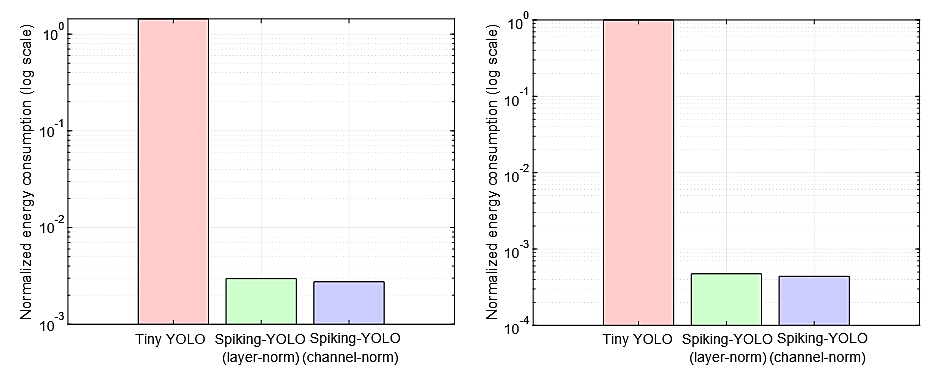 Normalized energy consumption (log scale)
10^0
10^-1
10^-2
10^-3
Tiny YOLO
Spiking-YOLO
(layer-norm)
Spiking-YOLO
(channel-norm)
Normalized energy consumption (log scale)
10^0
10^-1
10^-2
10^-3
10^-4
Tiny YOLO
Spiking-YOLO
(layer-norm)
Spiking-YOLO
(channel-norm)